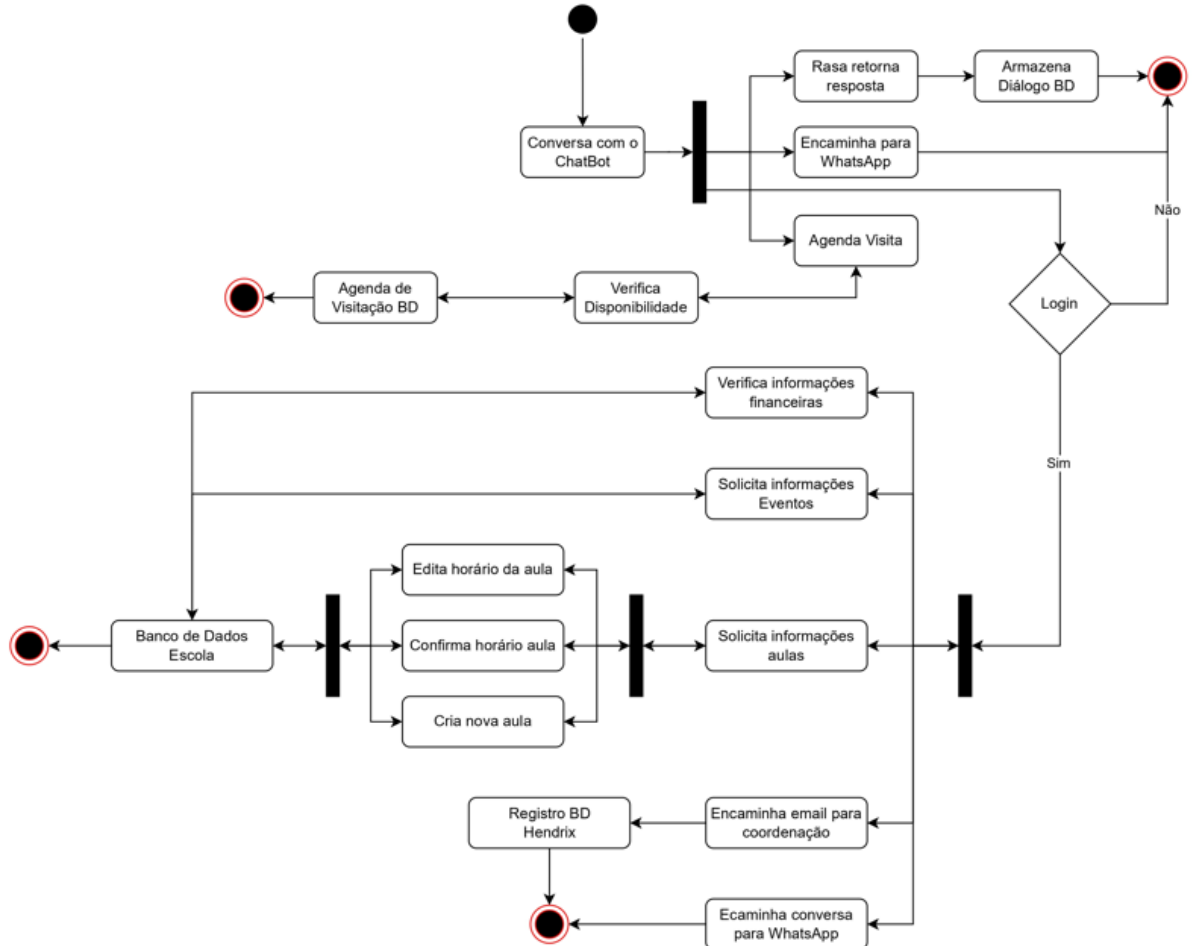 Rasa retorna
resposta
Armazena
Diálogo BD
Conversa com o
ChatBot
Encaminha para
WhatsApp
Não
Agenda Visita
Agenda de
Visitação BD
Verifica
Disponibilidade
Login
Verifica informações
financeiras
Sim
Solicita informações
Eventos
Edita horário da aula
Banco de Dados
Escola
Confirma horário aula
Solicita informações
aulas
Cria nova aula
Registro BD
Hendrix
Encaminha email para
coordenação
Ecaminha conversa
para WhatsApp